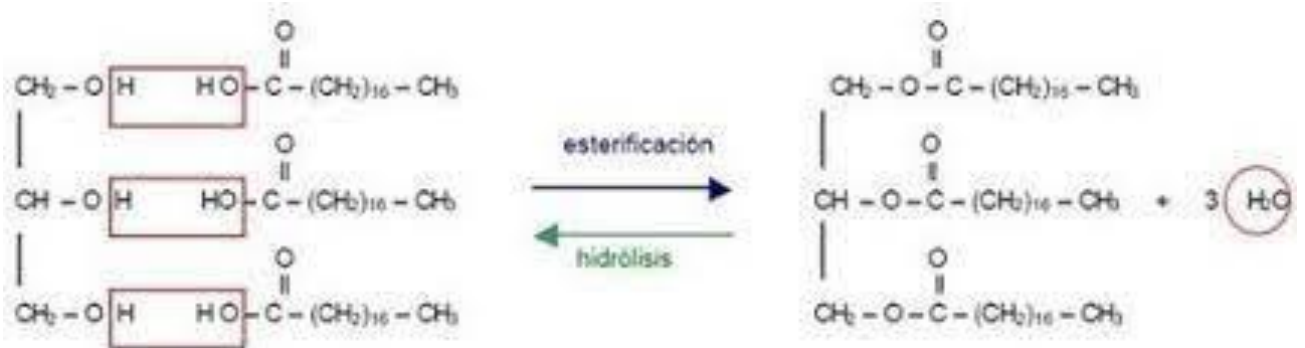 O O
CH₂ – O H HO – C – (CH₂)₁₆ – CH₃ CH₂ – O – C – (CH₂)₁₆ – CH₃
O esterificación O
CH – O H HO – C – (CH₂)₁₆ – CH₃ CH – O – C – (CH₂)₁₆ – CH₃ + 3 H₂O
O hidrólisis O
CH₂ – O H HO – C – (CH₂)₁₆ – CH₃ CH₂ – O – C – (CH₂)₁₆ – CH₃